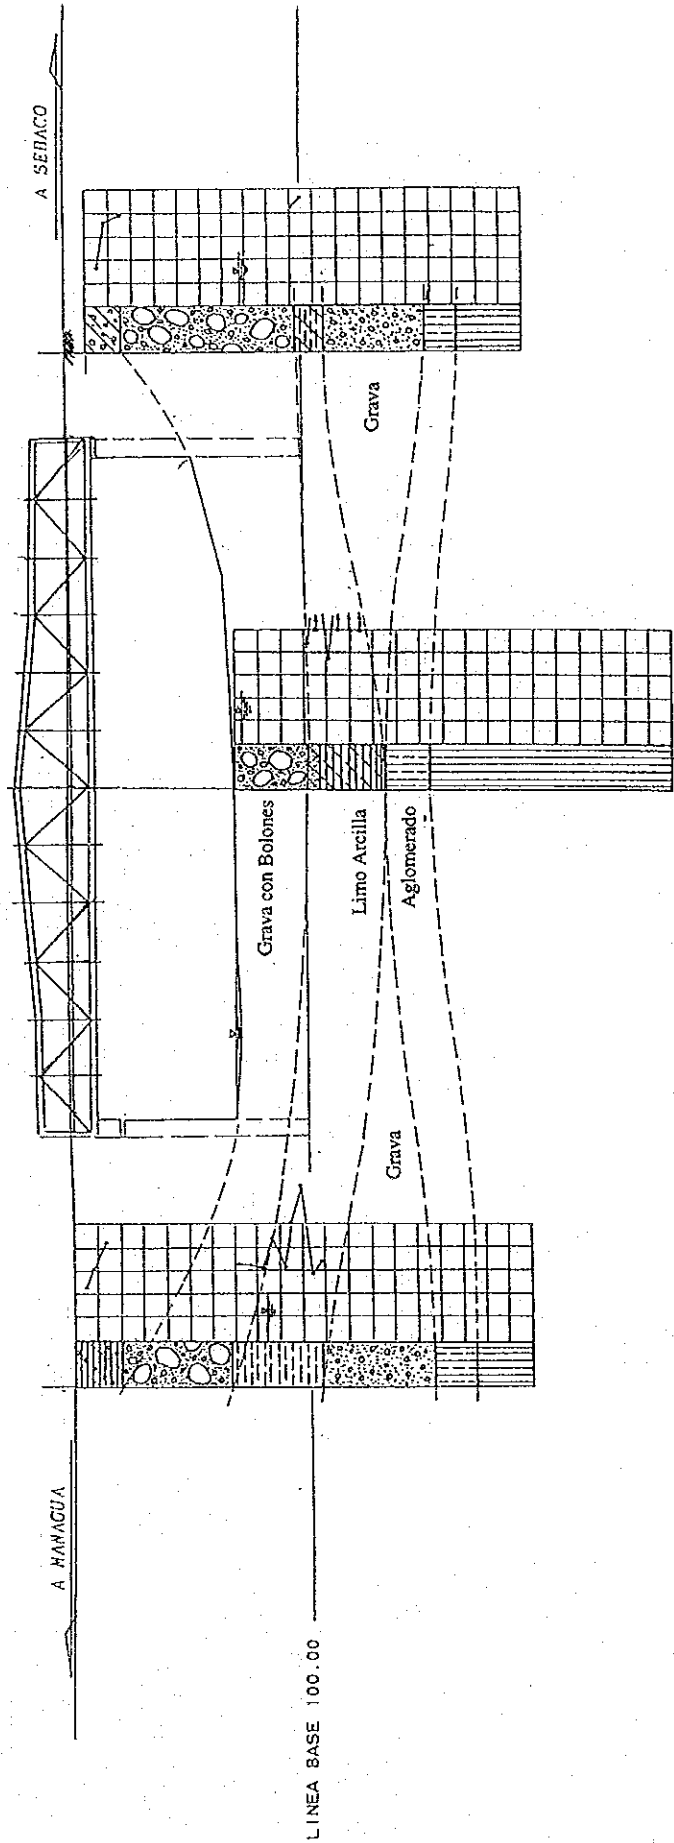 A MANAGUA
A SEBACO
Grava con Bolones
Limo Arcilla
Aglomerado
Grava
Grava
LINEA BASE 100.00